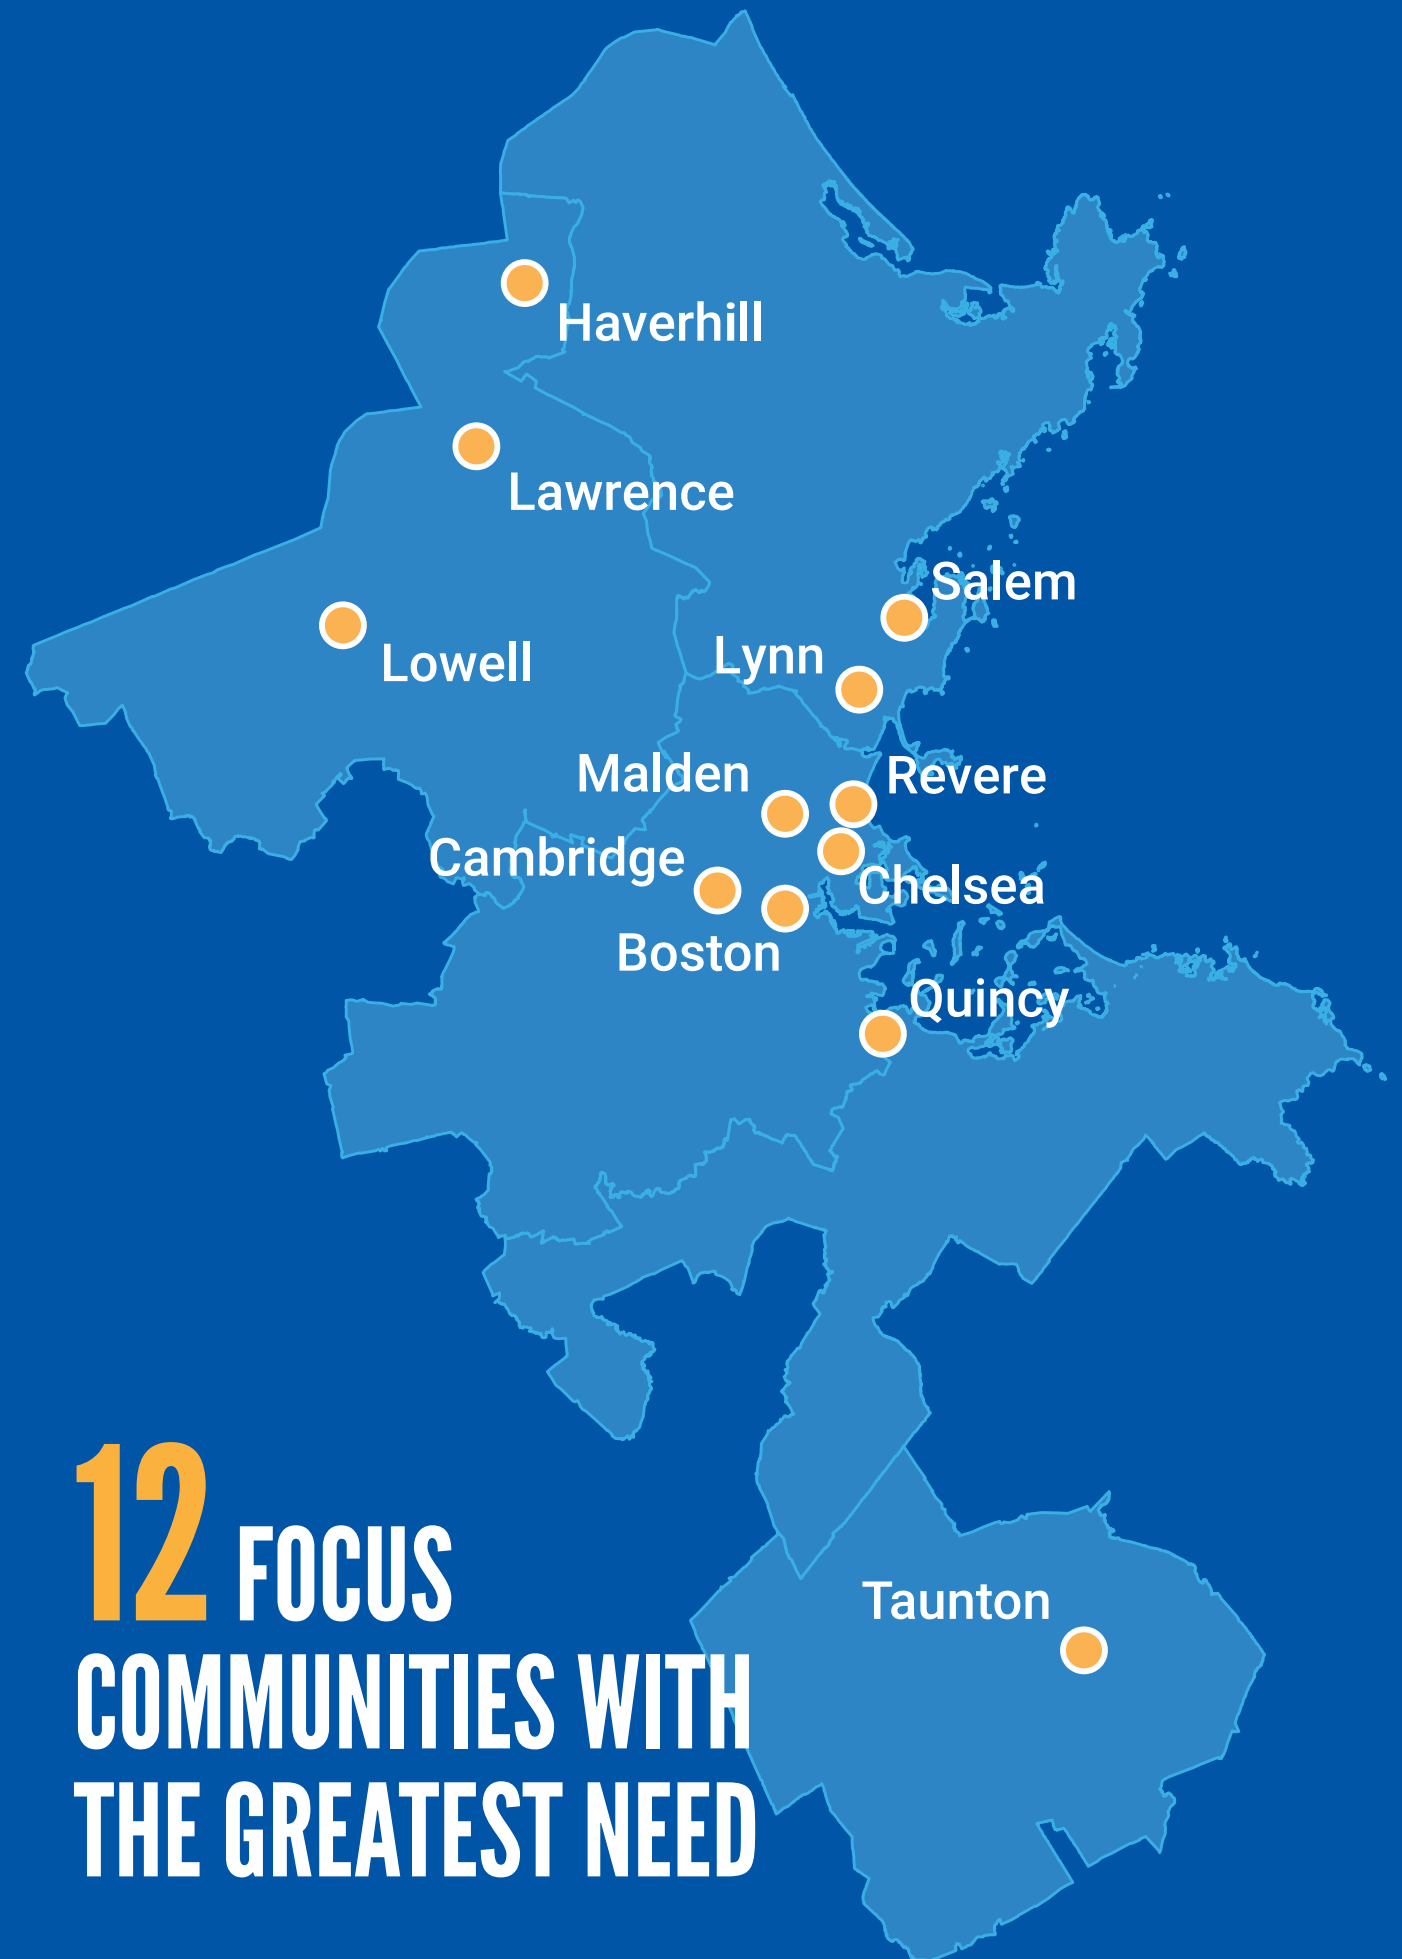 Haverhill
Lawrence
Salem
Lynn
Lowell
Malden
Revere
Cambridge
Chelsea
Boston
Quincy
12 FOCUS
COMMUNITIES WITH
THE GREATEST NEED
Taunton